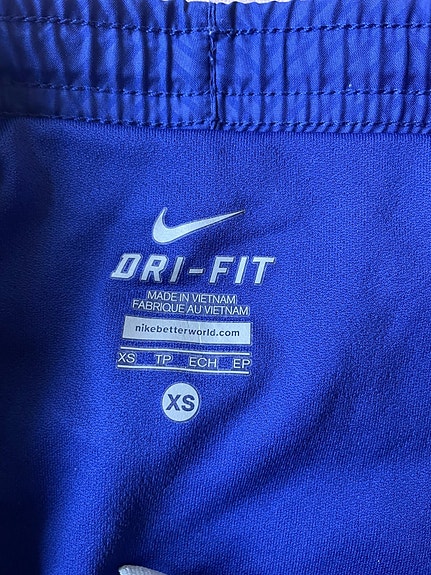 DRI-FIT
MADE IN VIETNAM
FABRIQUE AU VIETNAM
nikebetterworld.com
XS TP ECH EP
XS